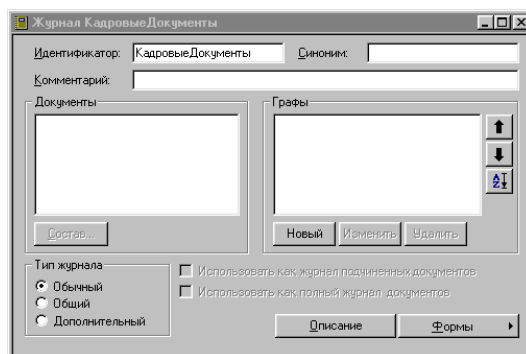 Журнал КадровыеДокументы
Идентификатор: КадровыеДокументы Синоним:
Комментарий:
Документы Графы
Состав... Новый Изменить Удалить
Тип журнала
Обычный
Общий
Дополнительный
Использовать как журнал подчиненных документов
Использовать как полный журнал документов
Описание Формы